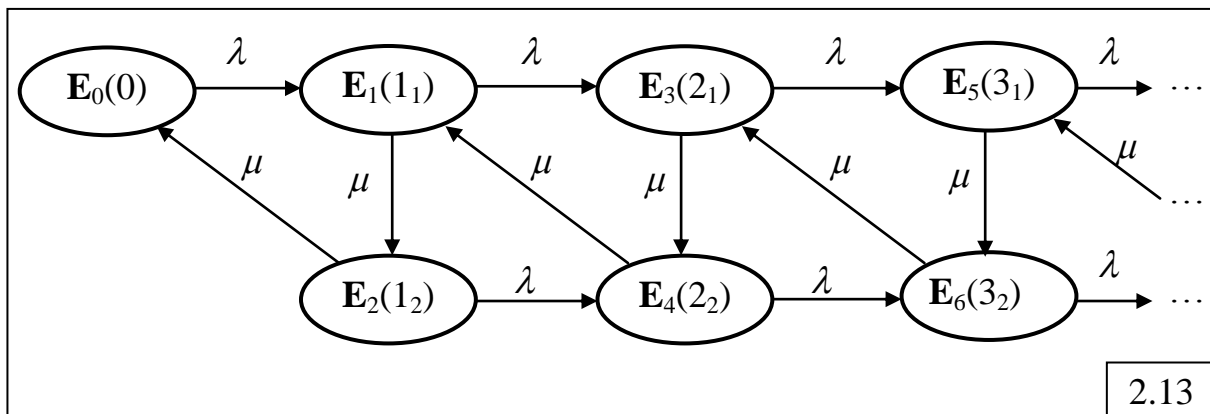 λ λ λ λ
E₀(0) E₁(1₁) E₃(2₁) E₅(3₁) ...
μ μ μ μ μ μ μ
...
E₂(1₂) λ E₄(2₂) λ E₆(3₂) λ ...
2.13